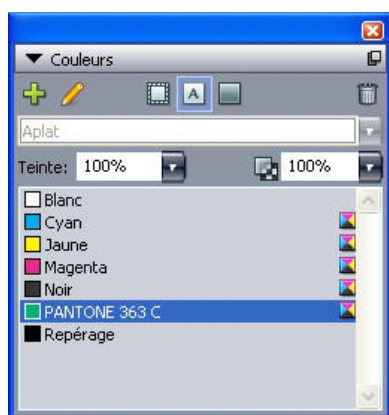 Couleurs
A
Aplat
Teinte: 100% 100%
Blanc
Cyan
Jaune
Magenta
Noir
PANTONE 363 C
Repérage